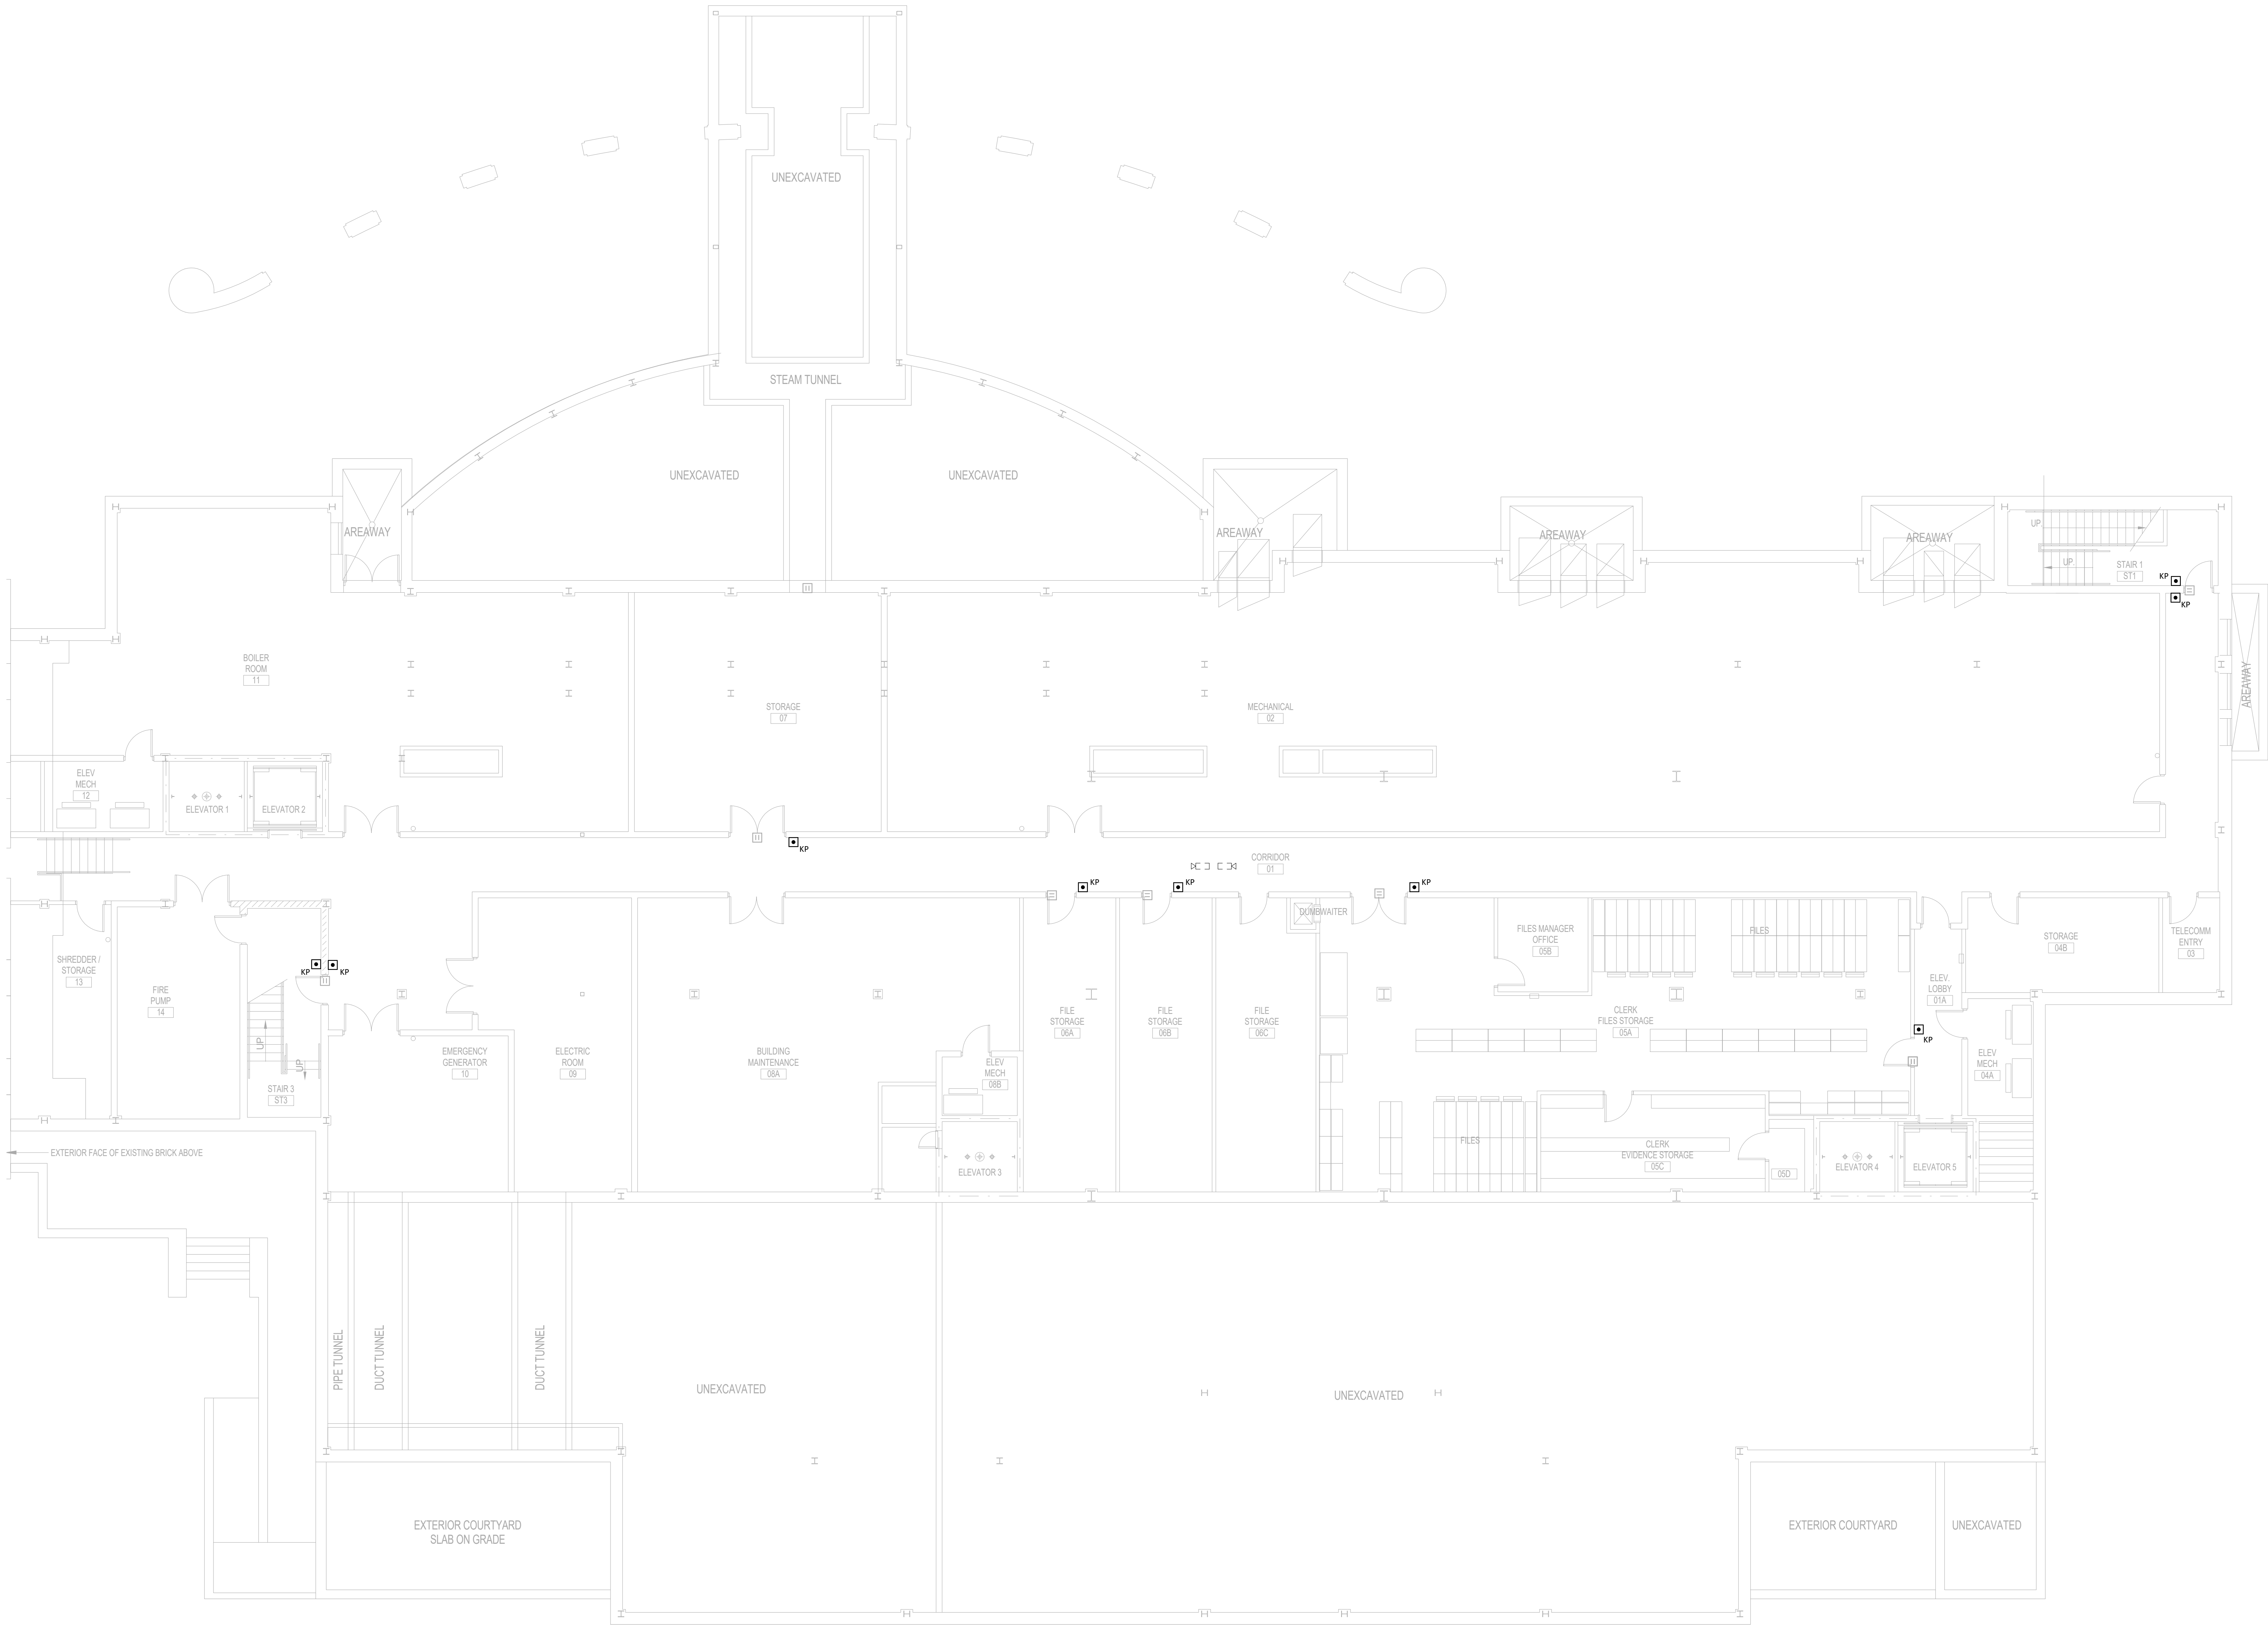 UNEXCAVATED
STEAM TUNNEL
UNEXCAVATED
UNEXCAVATED
AREAWAY
AREAWAY
AREAWAY
AREAWAY
UP
UP
STAIR 1
ST1
KP
KP
AREAWAY
BOILER
ROOM
11
STORAGE
07
MECHANICAL
02
ELEV
MECH
12
ELEVATOR 1
ELEVATOR 2
KP
CORRIDOR
01
KP
KP
KP
DUMBWAITER
FILES MANAGER
OFFICE
05B
FILES
STORAGE
04B
TELECOMM
ENTRY
03
SHREDDER /
STORAGE
13
FIRE
PUMP
14
KP
KP
UP
UP
STAIR 3
ST3
EMERGENCY
GENERATOR
10
ELECTRIC
ROOM
09
BUILDING
MAINTENANCE
08A
ELEV
MECH
08B
FILE
STORAGE
06A
FILE
STORAGE
06B
FILE
STORAGE
06C
CLERK
FILES STORAGE
05A
ELEV.
LOBBY
01A
KP
ELEV
MECH
04A
EXTERIOR FACE OF EXISTING BRICK ABOVE
ELEVATOR 3
FILES
CLERK
EVIDENCE STORAGE
05C
05D
ELEVATOR 4
ELEVATOR 5
PIPE TUNNEL
DUCT TUNNEL
DUCT TUNNEL
UNEXCAVATED
UNEXCAVATED
EXTERIOR COURTYARD
SLAB ON GRADE
EXTERIOR COURTYARD
UNEXCAVATED